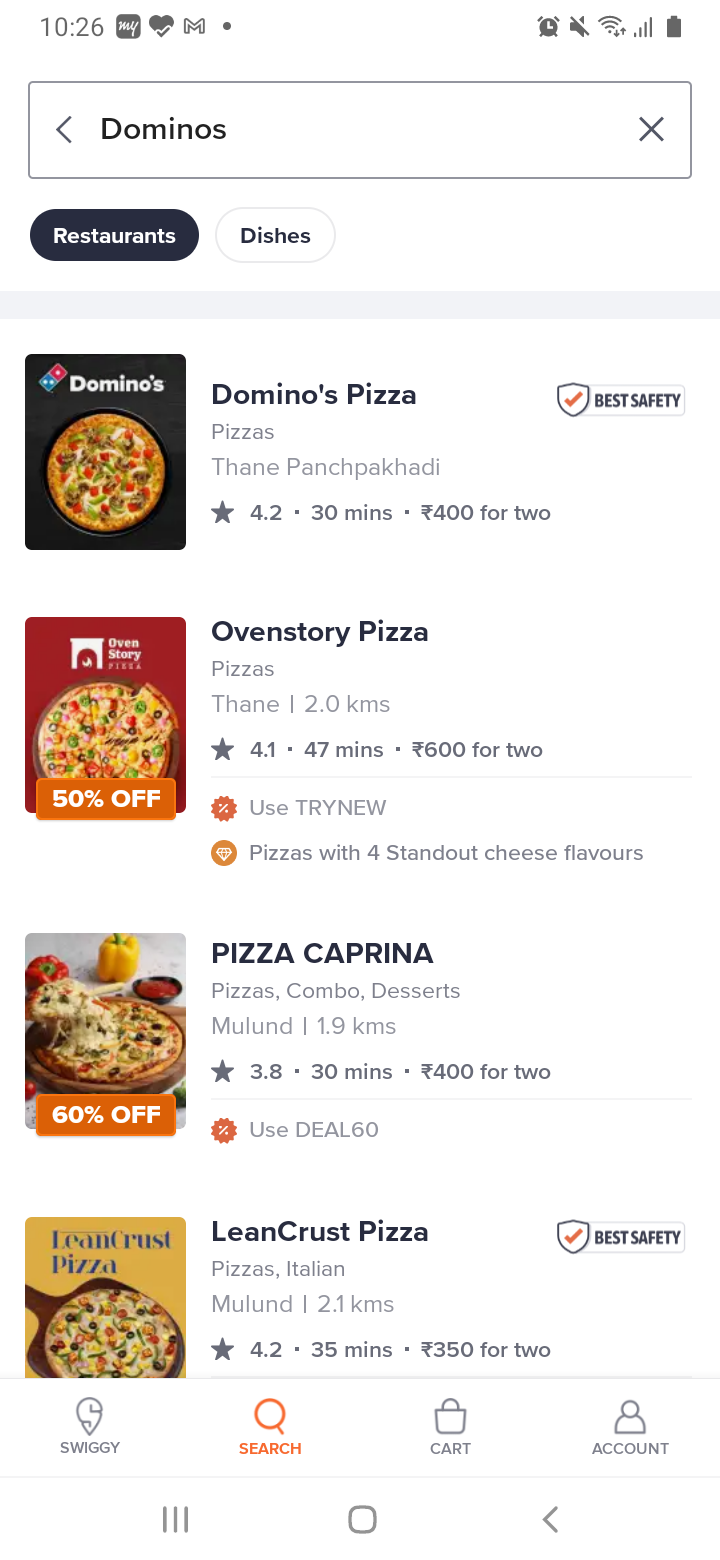 10:26 my M
Dominos
Restaurants Dishes
Domino's
Domino's Pizza
BEST SAFETY
Pizzas
Thane Panchpakhadi
4.2 · 30 mins · ₹400 for two
Oven
Story
PIZZA
50% OFF
Ovenstory Pizza
Pizzas
Thane | 2.0 kms
4.1 · 47 mins · ₹600 for two
Use TRYNEW
Pizzas with 4 Standout cheese flavours
60% OFF
PIZZA CAPRINA
Pizzas, Combo, Desserts
Mulund | 1.9 kms
3.8 · 30 mins · ₹400 for two
Use DEAL60
LeanCrust
Pizza
LeanCrust Pizza
BEST SAFETY
Pizzas, Italian
Mulund | 2.1 kms
4.2 · 35 mins · ₹350 for two
SWIGGY SEARCH CART ACCOUNT